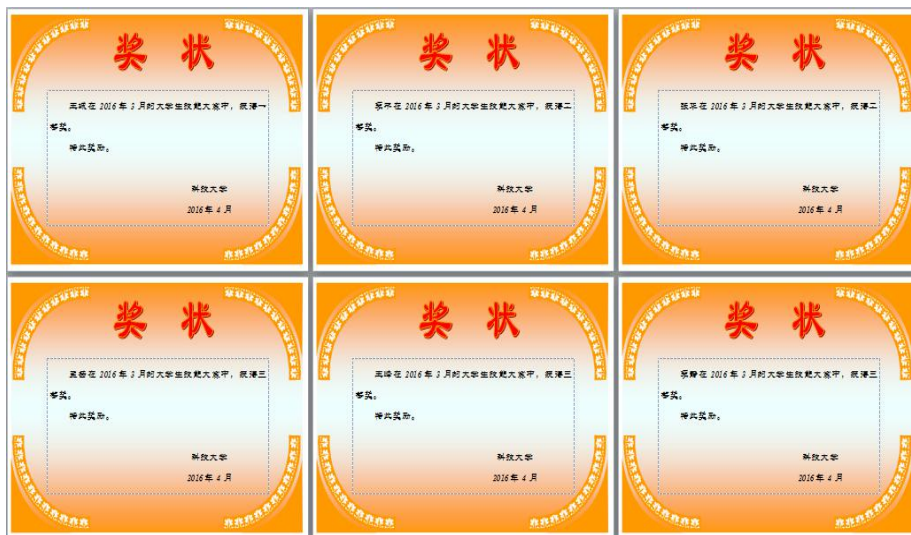 奖 状
王城在 2016 年 3 月的大学生技能大赛中，获得一
等奖。
特此奖励。
科技大学
2016 年 4 月
奖 状
在 2016 年 3 月的大学生技能大赛中，获得二
等奖。
特此奖励。
科技大学
2016 年 4 月
奖 状
在 2016 年 3 月的大学生技能大赛中，获得二
等奖。
特此奖励。
科技大学
2016 年 4 月
奖 状
在 2016 年 3 月的大学生技能大赛中，获得三
等奖。
特此奖励。
科技大学
2016 年 4 月
奖 状
王峰在 2016 年 3 月的大学生技能大赛中，获得三
等奖。
特此奖励。
科技大学
2016 年 4 月
奖 状
在 2016 年 3 月的大学生技能大赛中，获得三
等奖。
特此奖励。
科技大学
2016 年 4 月